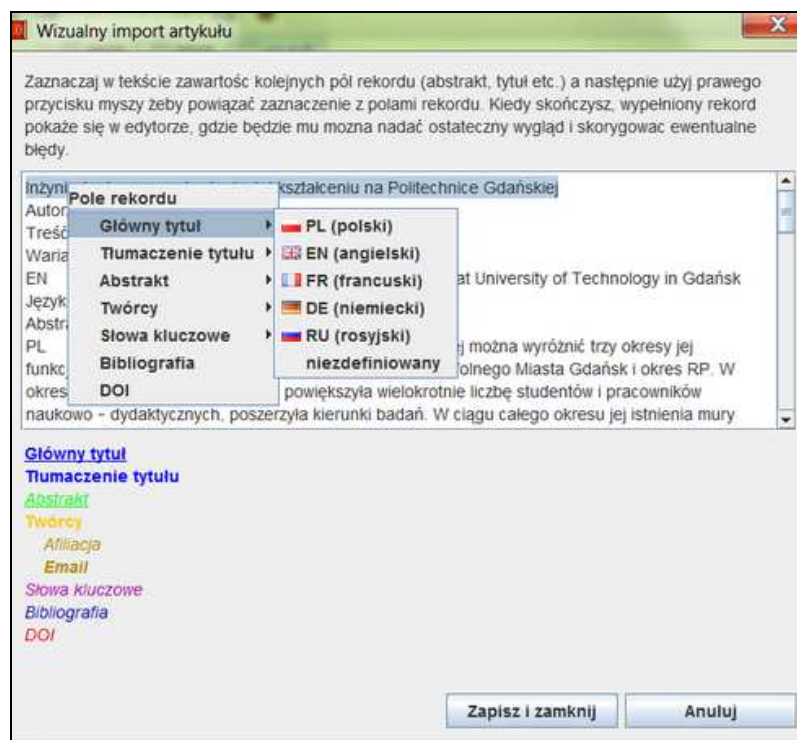 Wizualny import artykułu
Zaznaczaj w tekście zawartośc kolejnych pól rekordu (abstrakt, tytuł etc.) a następnie użyj prawego
przycisku myszy żeby powiązać zaznaczenie z polami rekordu. Kiedy skończysz, wypełniony rekord
pokaże się w edytorze, gdzie będzie mu mozna nadać ostateczny wygląd i skorygowac ewentualne
błędy.
kształceniu na Politechnice Gdańskiej
Pole rekordu
Główny tytuł
Tłumaczenie tytułu
Abstrakt
Twórcy
Słowa kluczowe
Bibliografia
DOI
PL (polski)
EN (angielski)
FR (francuski)
DE (niemiecki)
RU (rosyjski)
niezdefiniowany
Autor
Treść
Waria
EN at University of Technology in Gdańsk
Język
Abstra
PL j można wyróżnić trzy okresy jej
funkc olnego Miasta Gdańsk i okres RP. W
okres powiększyła wielokrotnie liczbę studentów i pracowników
naukowo - dydaktycznych, poszerzyła kierunki badań. W ciągu całego okresu jej istnienia mury
Główny tytuł
Tłumaczenie tytułu
Abstrakt
Twórcy
Afiliacja
Email
Słowa kluczowe
Bibliografia
DOI
Zapisz i zamknij
Anuluj